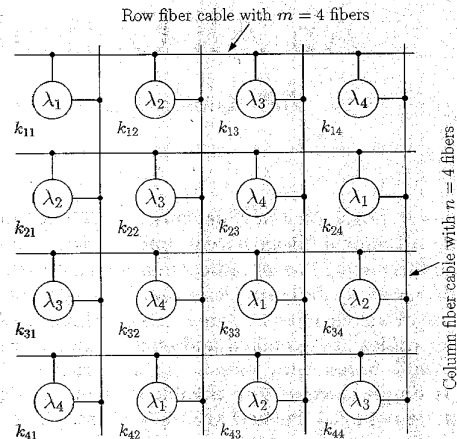 Row fiber cable with m = 4 fibers
λ₁ λ₂ λ₃ λ₄
k₁₁ k₁₂ k₁₃ k₁₄
λ₂ λ₃ λ₄ λ₁
k₂₁ k₂₂ k₂₃ k₂₄
λ₃ λ₄ λ₁ λ₂
k₃₁ k₃₂ k₃₃ k₃₄
λ₄ λ₁ λ₂ λ₃
k₄₁ k₄₂ k₄₃ k₄₄
Column fiber cable with n = 4 fibers